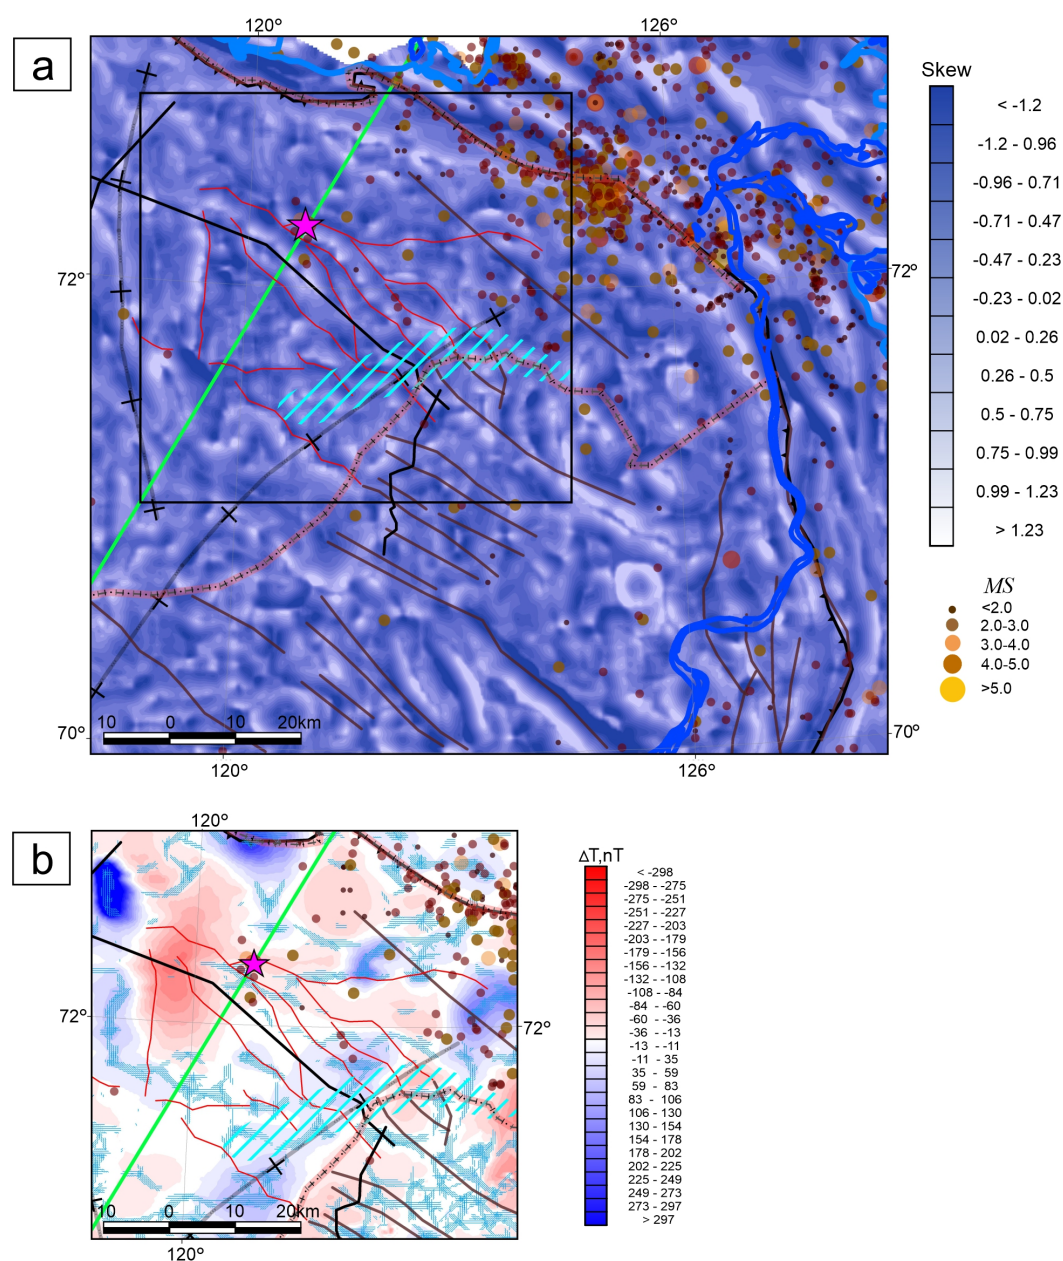 120°
126°
a
Skew
< -1.2
-1.2 - 0.96
-0.96 - 0.71
-0.71 - 0.47
-0.47 - 0.23
-0.23 - 0.02
0.02 - 0.26
0.26 - 0.5
0.5 - 0.75
0.75 - 0.99
0.99 - 1.23
> 1.23
72°
72°
MS
<2.0
2.0-3.0
3.0-4.0
4.0-5.0
>5.0
10 0 10 20km
70°
70°
120°
126°
120°
b
ΔT,nT
< -298
-298 - -275
-275 - -251
-251 - -227
-227 - -203
-203 - -179
-179 - -156
-156 - -132
-132 - -108
-108 - -84
-84 - -60
-60 - -36
-36 - -13
-13 - -11
-11 - 35
35 - 59
59 - 83
83 - 106
106 - 130
130 - 154
154 - 178
178 - 202
202 - 225
225 - 249
249 - 273
273 - 297
> 297
72°
72°
10 0 10 20km
120°